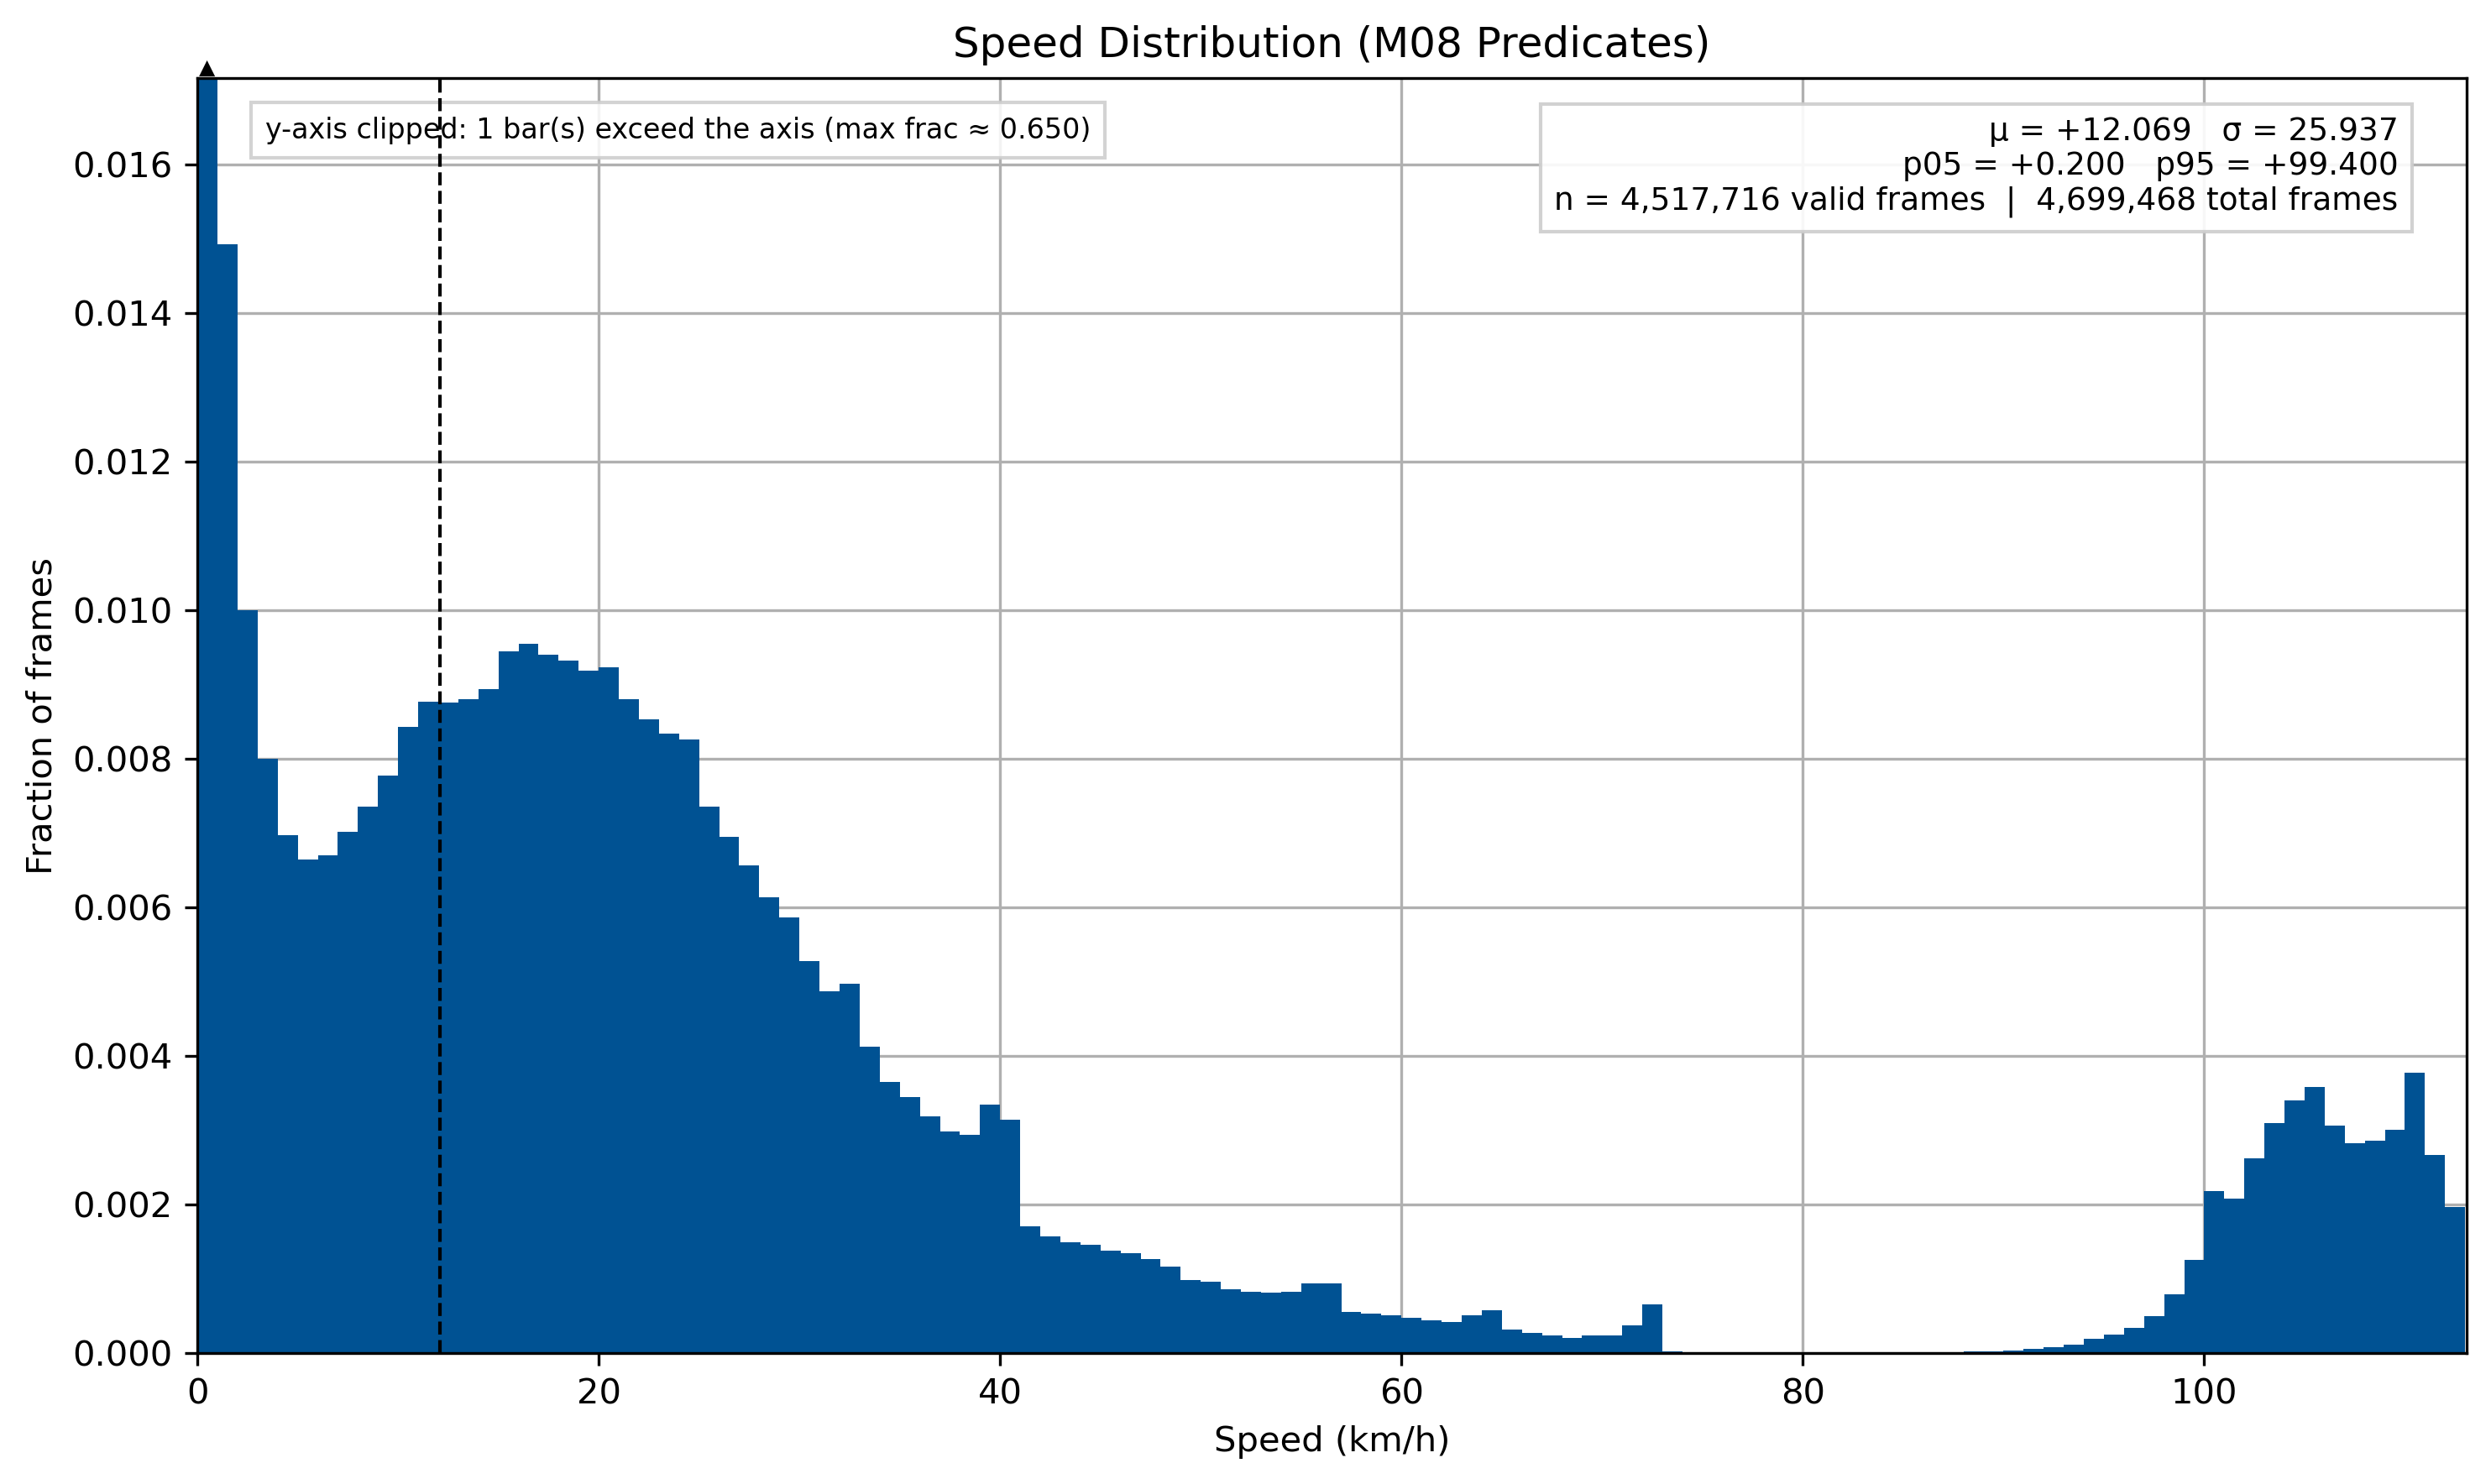 Speed Distribution (M08 Predicates)
y-axis clipped: 1 bar(s) exceed the axis (max frac ≈ 0.650)
μ = +12.069   σ = 25.937
p05 = +0.200   p95 = +99.400
n = 4,517,716 valid frames  |  4,699,468 total frames
Fraction of frames
0.016
0.014
0.012
0.010
0.008
0.006
0.004
0.002
0.000
0 20 40 60 80 100
Speed (km/h)